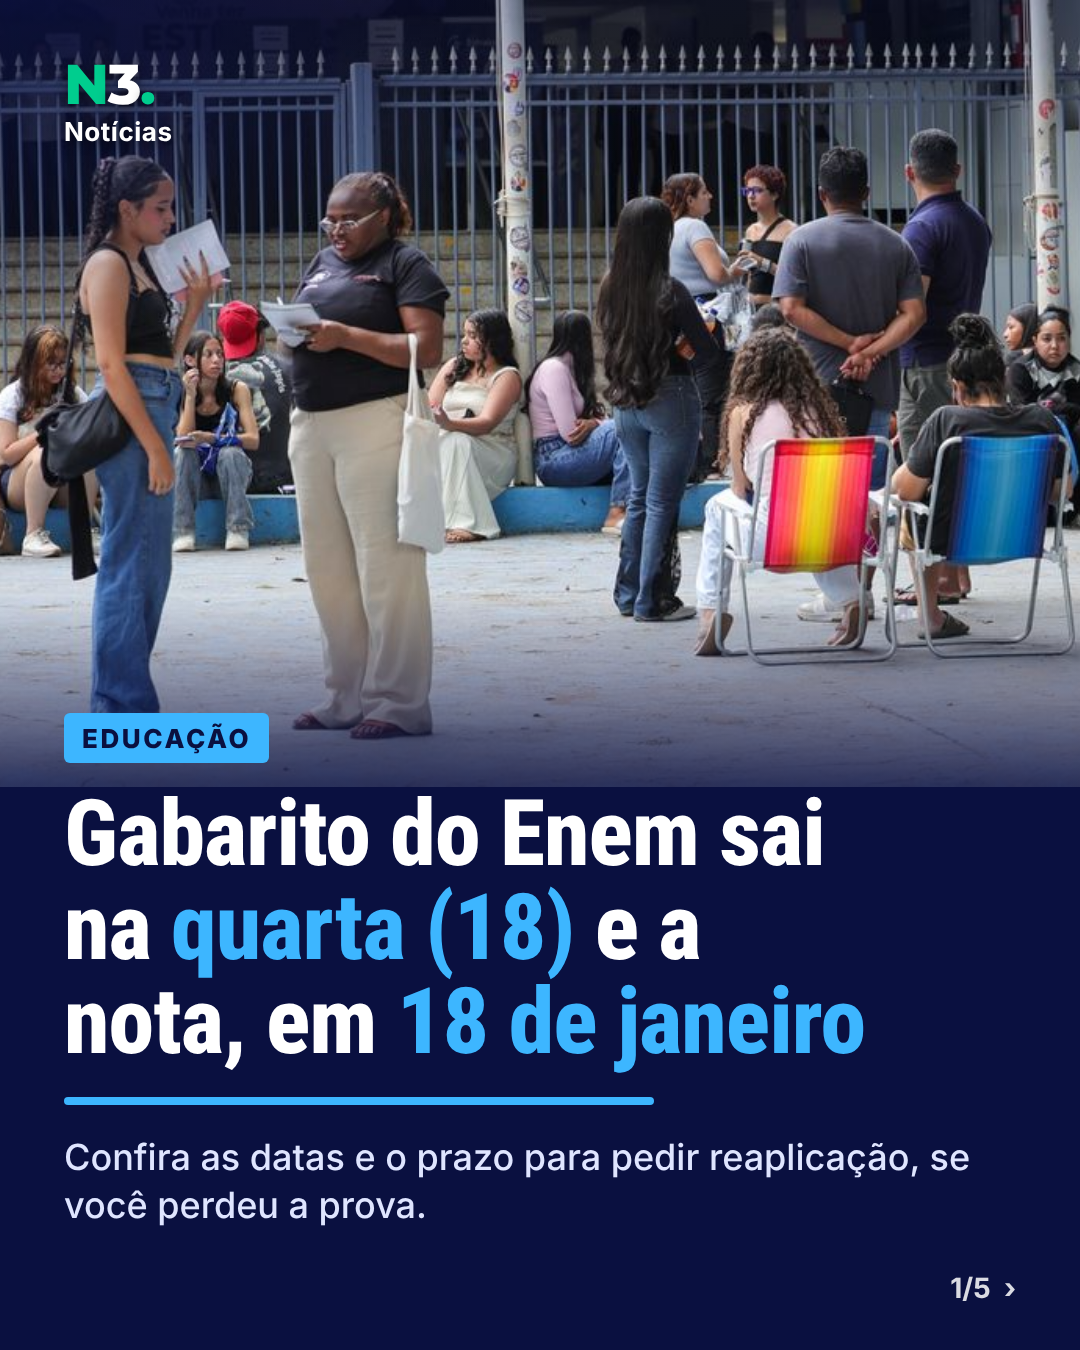 N3.
Notícias
EDUCAÇÃO
Gabarito do Enem sai
na quarta (18) e a
nota, em 18 de janeiro
Confira as datas e o prazo para pedir reaplicação, se
você perdeu a prova.
1/5 ›